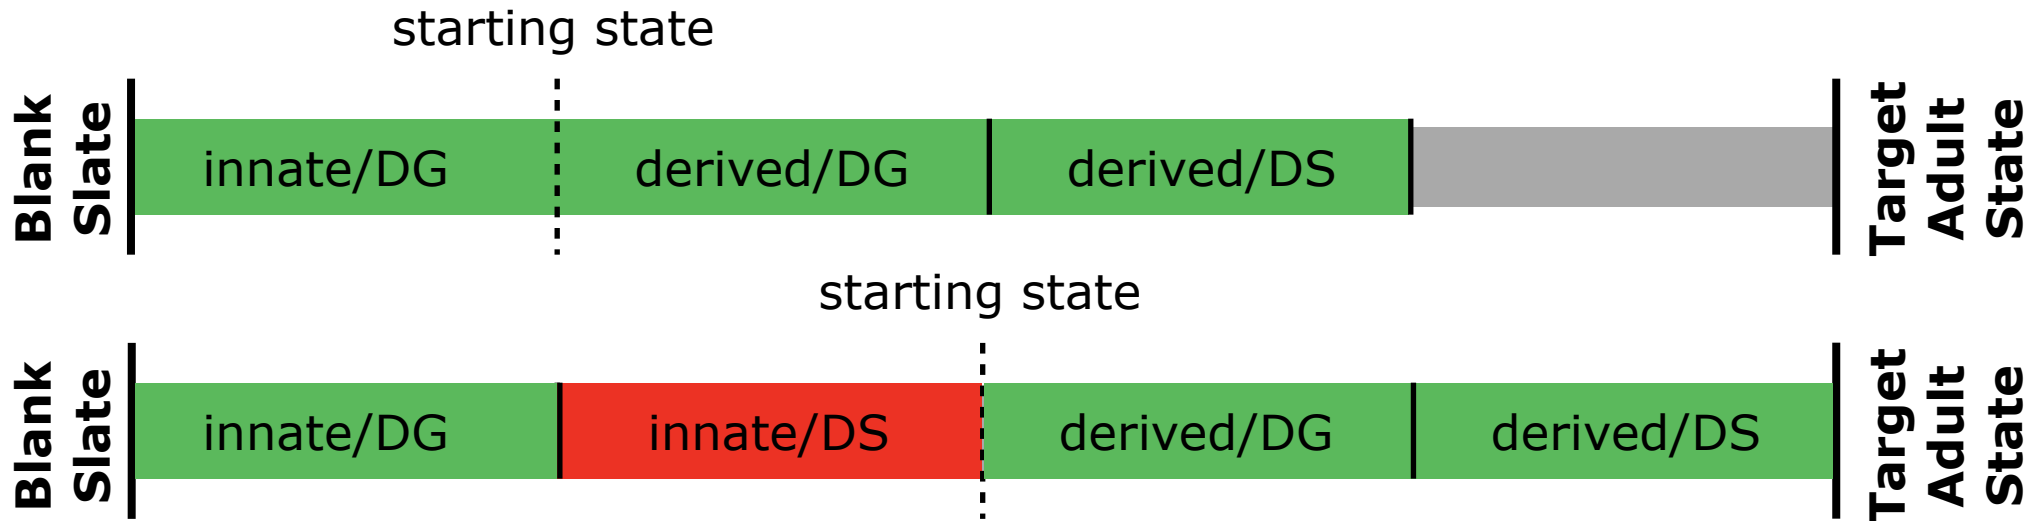 starting state
Blank
Slate
innate/DG
derived/DG
derived/DS
Target
Adult
State
starting state
Blank
Slate
innate/DG
innate/DS
derived/DG
derived/DS
Target
Adult
State